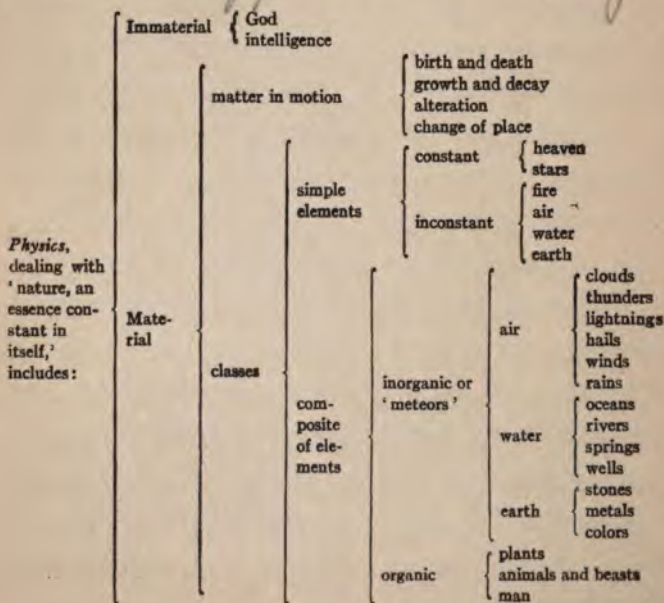 Immaterial { God
intelligence
matter in motion
birth and death
growth and decay
alteration
change of place
simple
elements
constant
heaven
stars
inconstant
fire
air
water
earth
Physics,
dealing with
‘ nature, an
essence con-
stant in
itself,’
includes:
Mate-
rial
classes
com-
posite
of ele-
ments
inorganic or
‘ meteors ’
air
clouds
thunders
lightnings
hails
winds
rains
water
oceans
rivers
springs
wells
earth
stones
metals
colors
organic
plants
animals and beasts
man